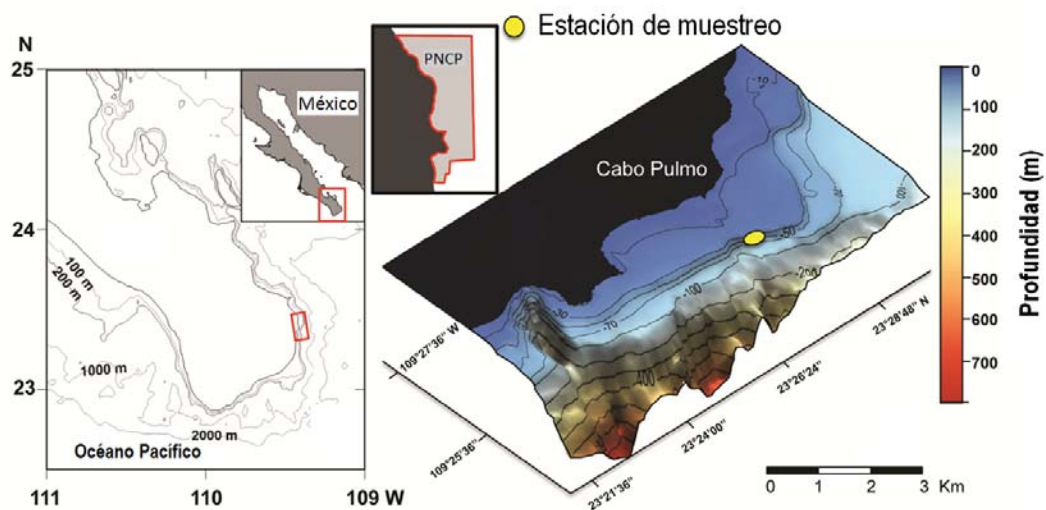 Estación de muestreo
N
25
24
23
111
110
109 W
México
100 m
200 m
1000 m
2000 m
Océano Pacífico
PNCP
Cabo Pulmo
-10
-50
-100
-200
-70
400
100
109°27'36" W
109°25'36"
23°21'36"
23°24'00"
23°26'24"
23°28'48" N
0
-100
-200
-300
-400
-500
-600
-700
Profundidad (m)
0 1 2 3 Km